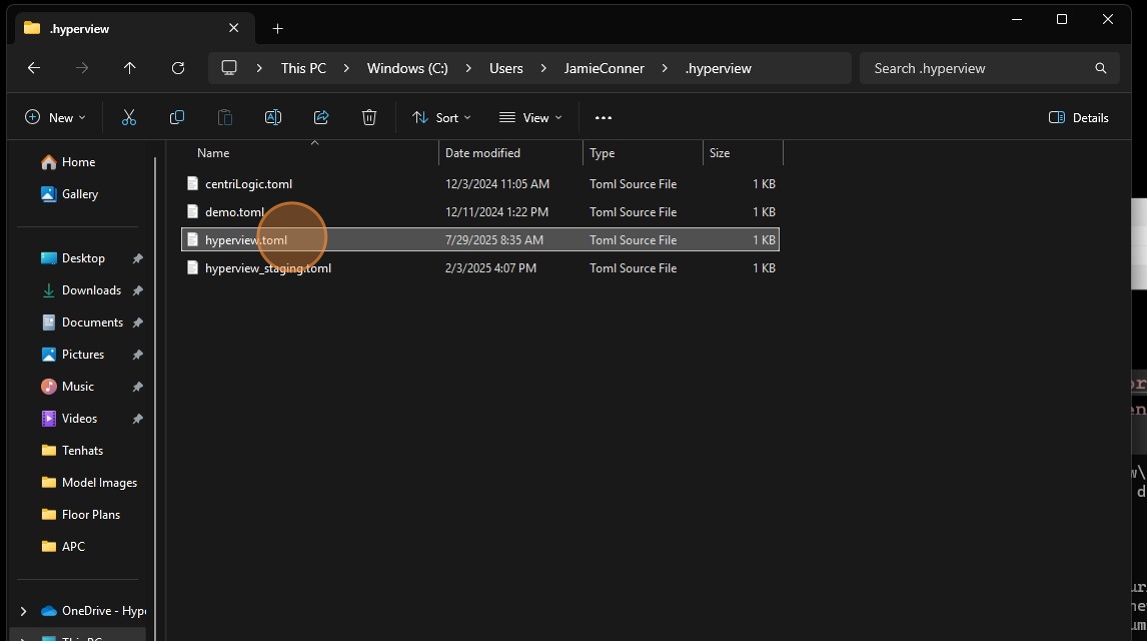 .hyperview
This PC Windows (C:) Users JamieConner .hyperview
Search .hyperview
New Sort View Details
Name Date modified Type Size
centriLogic.toml 12/3/2024 11:05 AM Toml Source File 1 KB
demo.toml 12/11/2024 1:22 PM Toml Source File 1 KB
hyperview.toml 7/29/2025 8:35 AM Toml Source File 1 KB
hyperview_staging.toml 2/3/2025 4:07 PM Toml Source File 1 KB
Home
Gallery
Desktop
Downloads
Documents
Pictures
Music
Videos
Tenhats
Model Images
Floor Plans
APC
OneDrive - Hype
This PC